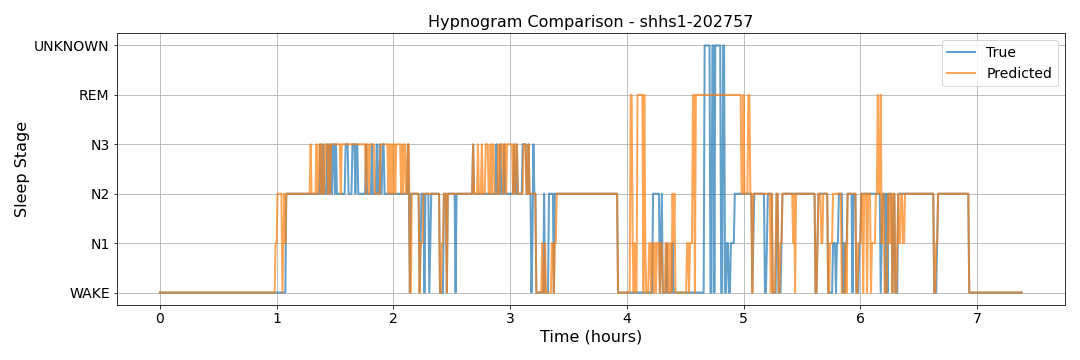 Hypnogram Comparison - shhs1-202757
UNKNOWN
REM
N3
N2
N1
WAKE
Sleep Stage
True
Predicted
0 1 2 3 4 5 6 7
Time (hours)